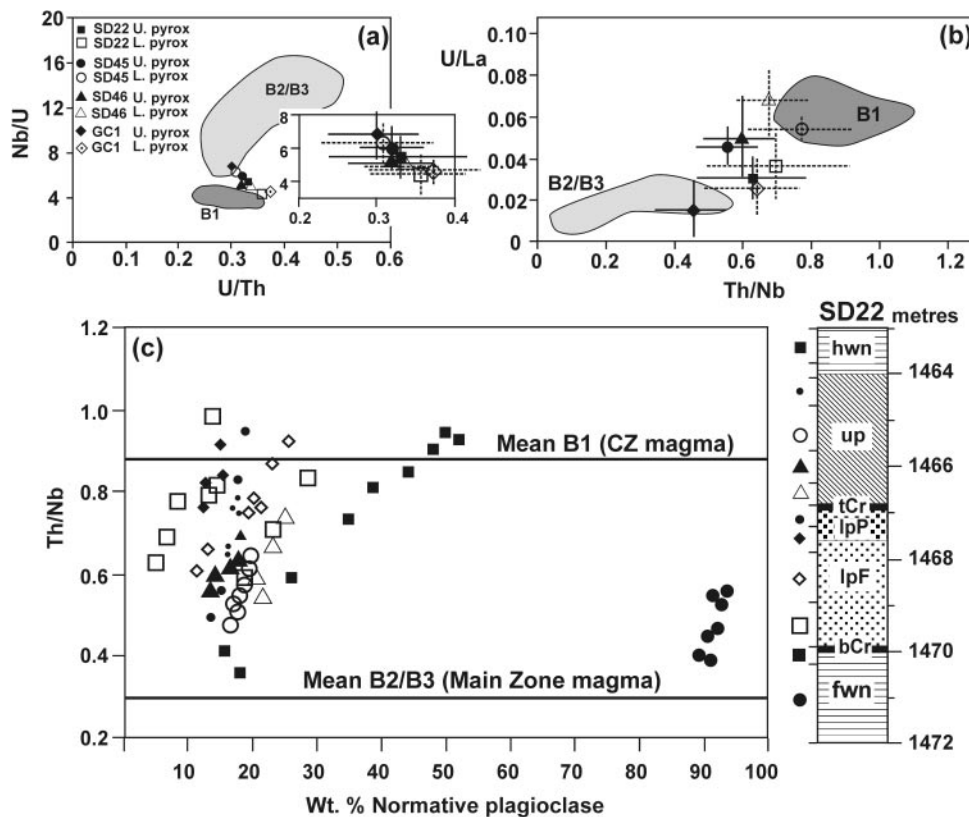 (a)
Nb/U
20
16
12
8
4
0
SD22 U. pyrox
SD22 L. pyrox
SD45 U. pyrox
SD45 L. pyrox
SD46 U. pyrox
SD46 L. pyrox
GC1 U. pyrox
GC1 L. pyrox
B2/B3
B1
8
6
4
0.2 0.3 0.4
0 0.1 0.2 0.3 0.4 0.5 0.6
U/Th
(b)
U/La
0.10
0.08
0.06
0.04
0.02
0
B1
B2/B3
0 0.2 0.4 0.6 0.8 1.0 1.2
Th/Nb
(c)
Th/Nb
1.2
1.0
0.8
0.6
0.4
0.2
Mean B1 (CZ magma)
Mean B2/B3 (Main Zone magma)
10 20 30 40 50 60 70 80 90 100
Wt. % Normative plagioclase
SD22 metres
hwn
1464
up
1466
tCr
lpP
1468
lpF
bCr
1470
fwn
1472